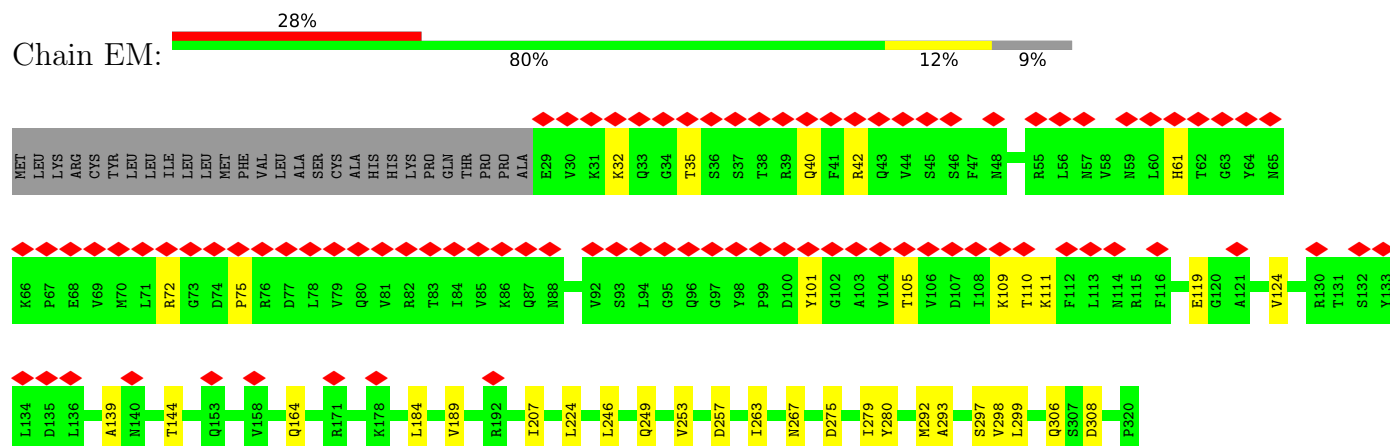 28%
Chain EM:
80% 12% 9%
MET LEU LYS ARG CYS TYR LEU LEU ILE LEU LEU MET PHE VAL LEU ALA SER CYS ALA HIS HIS LYS PRO GLN THR PRO PRO ALA E29 V30 K31 K32 Q33 G34 T35 S36 S37 T38 R39 Q40 F41 R42 Q43 V44 S45 S46 F47 N48 R55 L56 N57 V58 N59 L60 H61 T62 G63 Y64 N65
K66 P67 E68 V69 M70 L71 R72 G73 D74 P75 R76 D77 L78 V79 Q80 V81 R82 T83 I84 V85 K86 Q87 N88 V92 S93 L94 G95 Q96 G97 Y98 P99 D100 Y101 G102 A103 V104 T105 V106 D107 I108 K109 T110 K111 F112 L113 N114 R115 F116 E119 G120 A121 V124 R130 T131 S132 Y133
L134 D135 L136 A139 N140 T144 Q153 V158 Q164 R171 K178 L184 V189 R192 I207 L224 L246 Q249 V253 D257 I263 N267 D275 I279 Y280 M292 A293 S297 V298 L299 Q306 S307 D308 P320